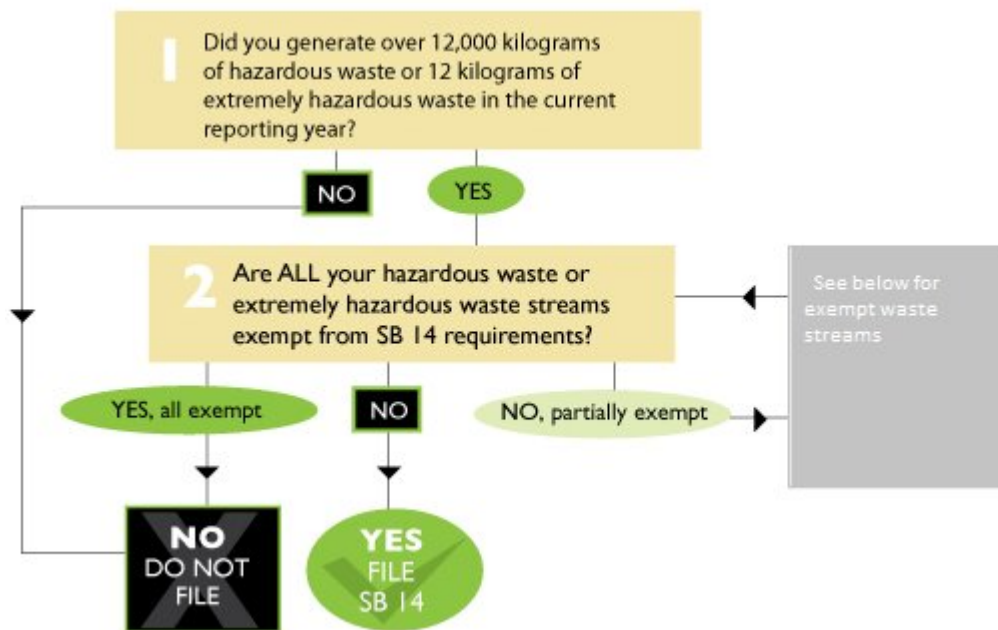 1
Did you generate over 12,000 kilograms
of hazardous waste or 12 kilograms of
extremely hazardous waste in the current
reporting year?
NO
YES
2
Are ALL your hazardous waste or
extremely hazardous waste streams
exempt from SB 14 requirements?
See below for
exempt waste
streams
YES, all exempt
NO
NO, partially exempt
NO
DO NOT
FILE
YES
FILE
SB 14